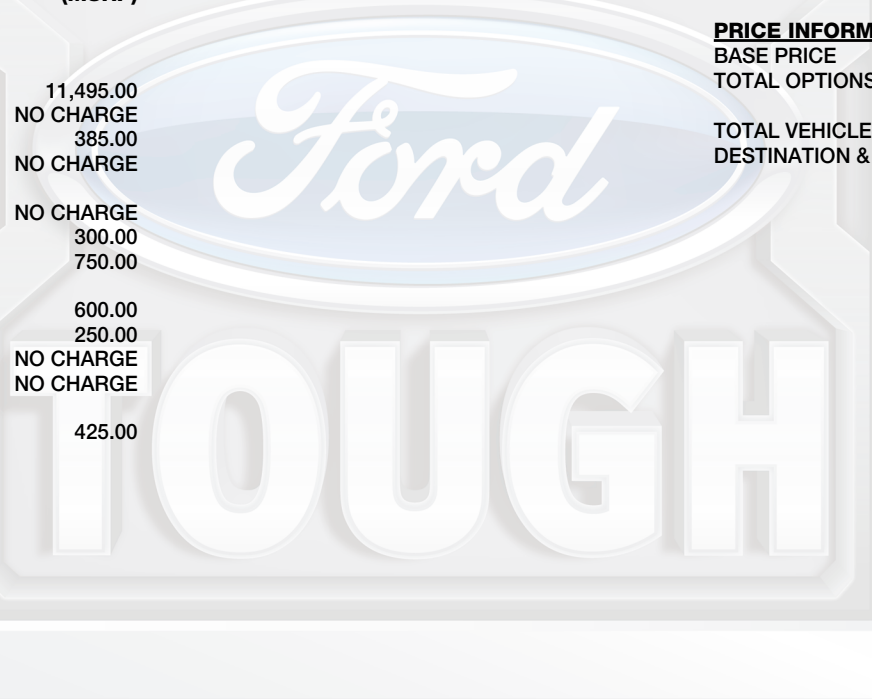 PRICE INFORM
BASE PRICE
TOTAL OPTIONS
TOTAL VEHICLE
DESTINATION &
11,495.00
NO CHARGE
385.00
NO CHARGE
NO CHARGE
300.00
750.00
600.00
250.00
NO CHARGE
NO CHARGE
425.00
Ford
TOUGH